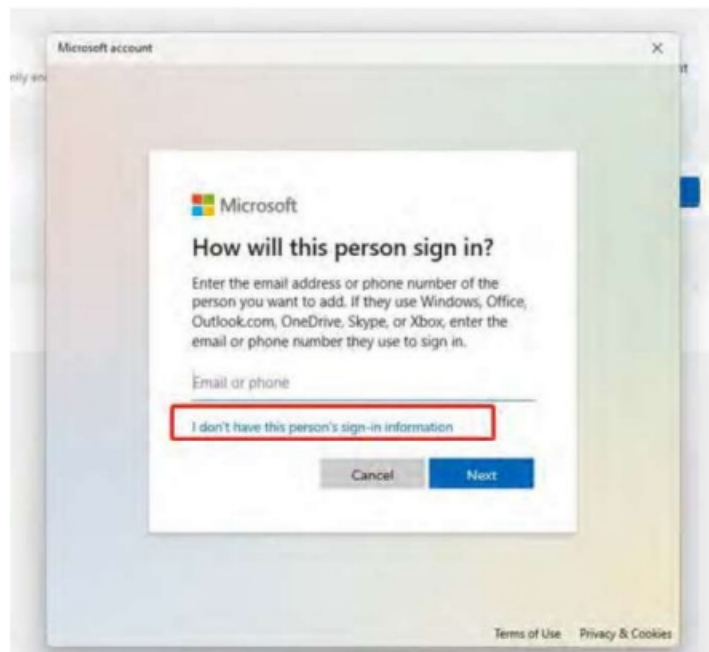 Microsoft account
Microsoft
How will this person sign in?
Enter the email address or phone number of the
person you want to add. If they use Windows, Office,
Outlook.com, OneDrive, Skype, or Xbox, enter the
email or phone number they use to sign in.
Email or phone
I don't have this person's sign-in information
Cancel
Next
Terms of Use
Privacy & Cookies